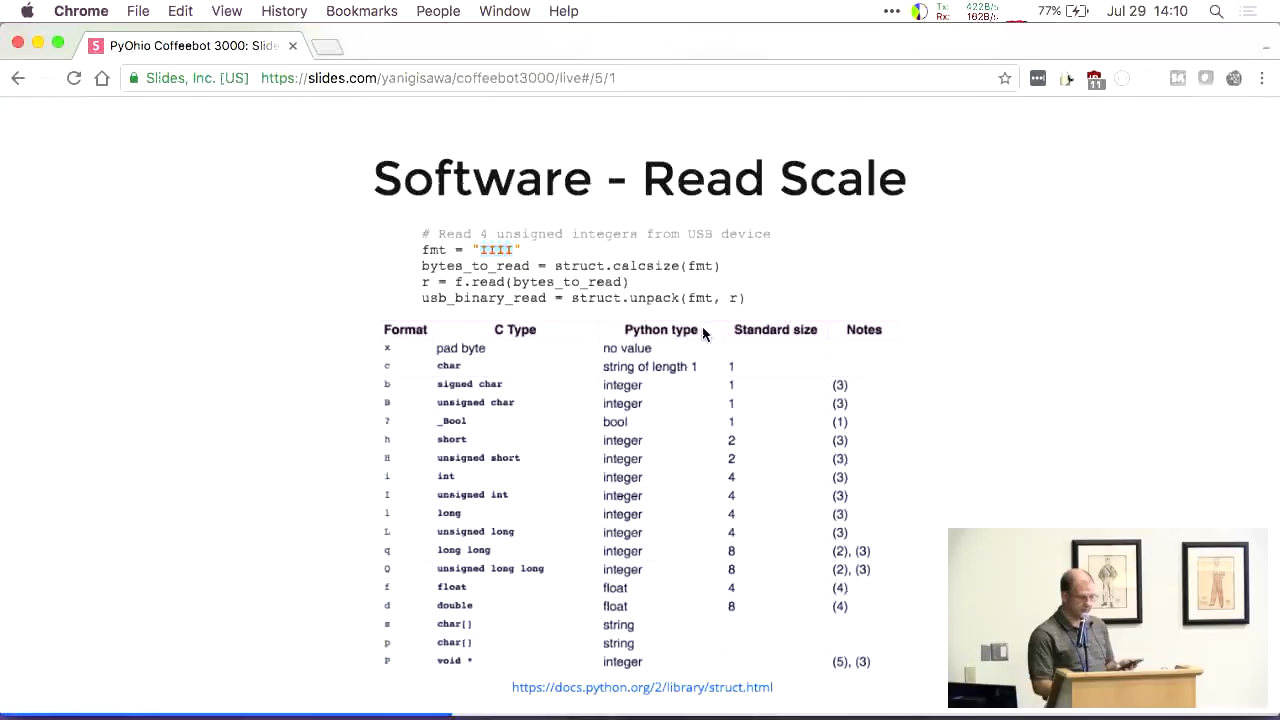 Chrome File Edit View History Bookmarks People Window Help ••• Tx: 422B/s Rx: 162B/s 77% Jul 29 14:10
S PyOhio Coffeebot 3000: Slide
Slides, Inc. [US] https://slides.com/yanigisawa/coffeebot3000/live#/5/1 11
Software - Read Scale
# Read 4 unsigned integers from USB device
fmt = "IIII"
bytes_to_read = struct.calcsize(fmt)
r = f.read(bytes_to_read)
usb_binary_read = struct.unpack(fmt, r)
Format C Type Python type Standard size Notes
x pad byte no value
c char string of length 1 1
b signed char integer 1 (3)
B unsigned char integer 1 (3)
? _Bool bool 1 (1)
h short integer 2 (3)
H unsigned short integer 2 (3)
i int integer 4 (3)
I unsigned int integer 4 (3)
l long integer 4 (3)
L unsigned long integer 4 (3)
q long long integer 8 (2), (3)
Q unsigned long long integer 8 (2), (3)
f float float 4 (4)
d double float 8 (4)
s char[] string
p char[] string
P void * integer (5), (3)
https://docs.python.org/2/library/struct.html